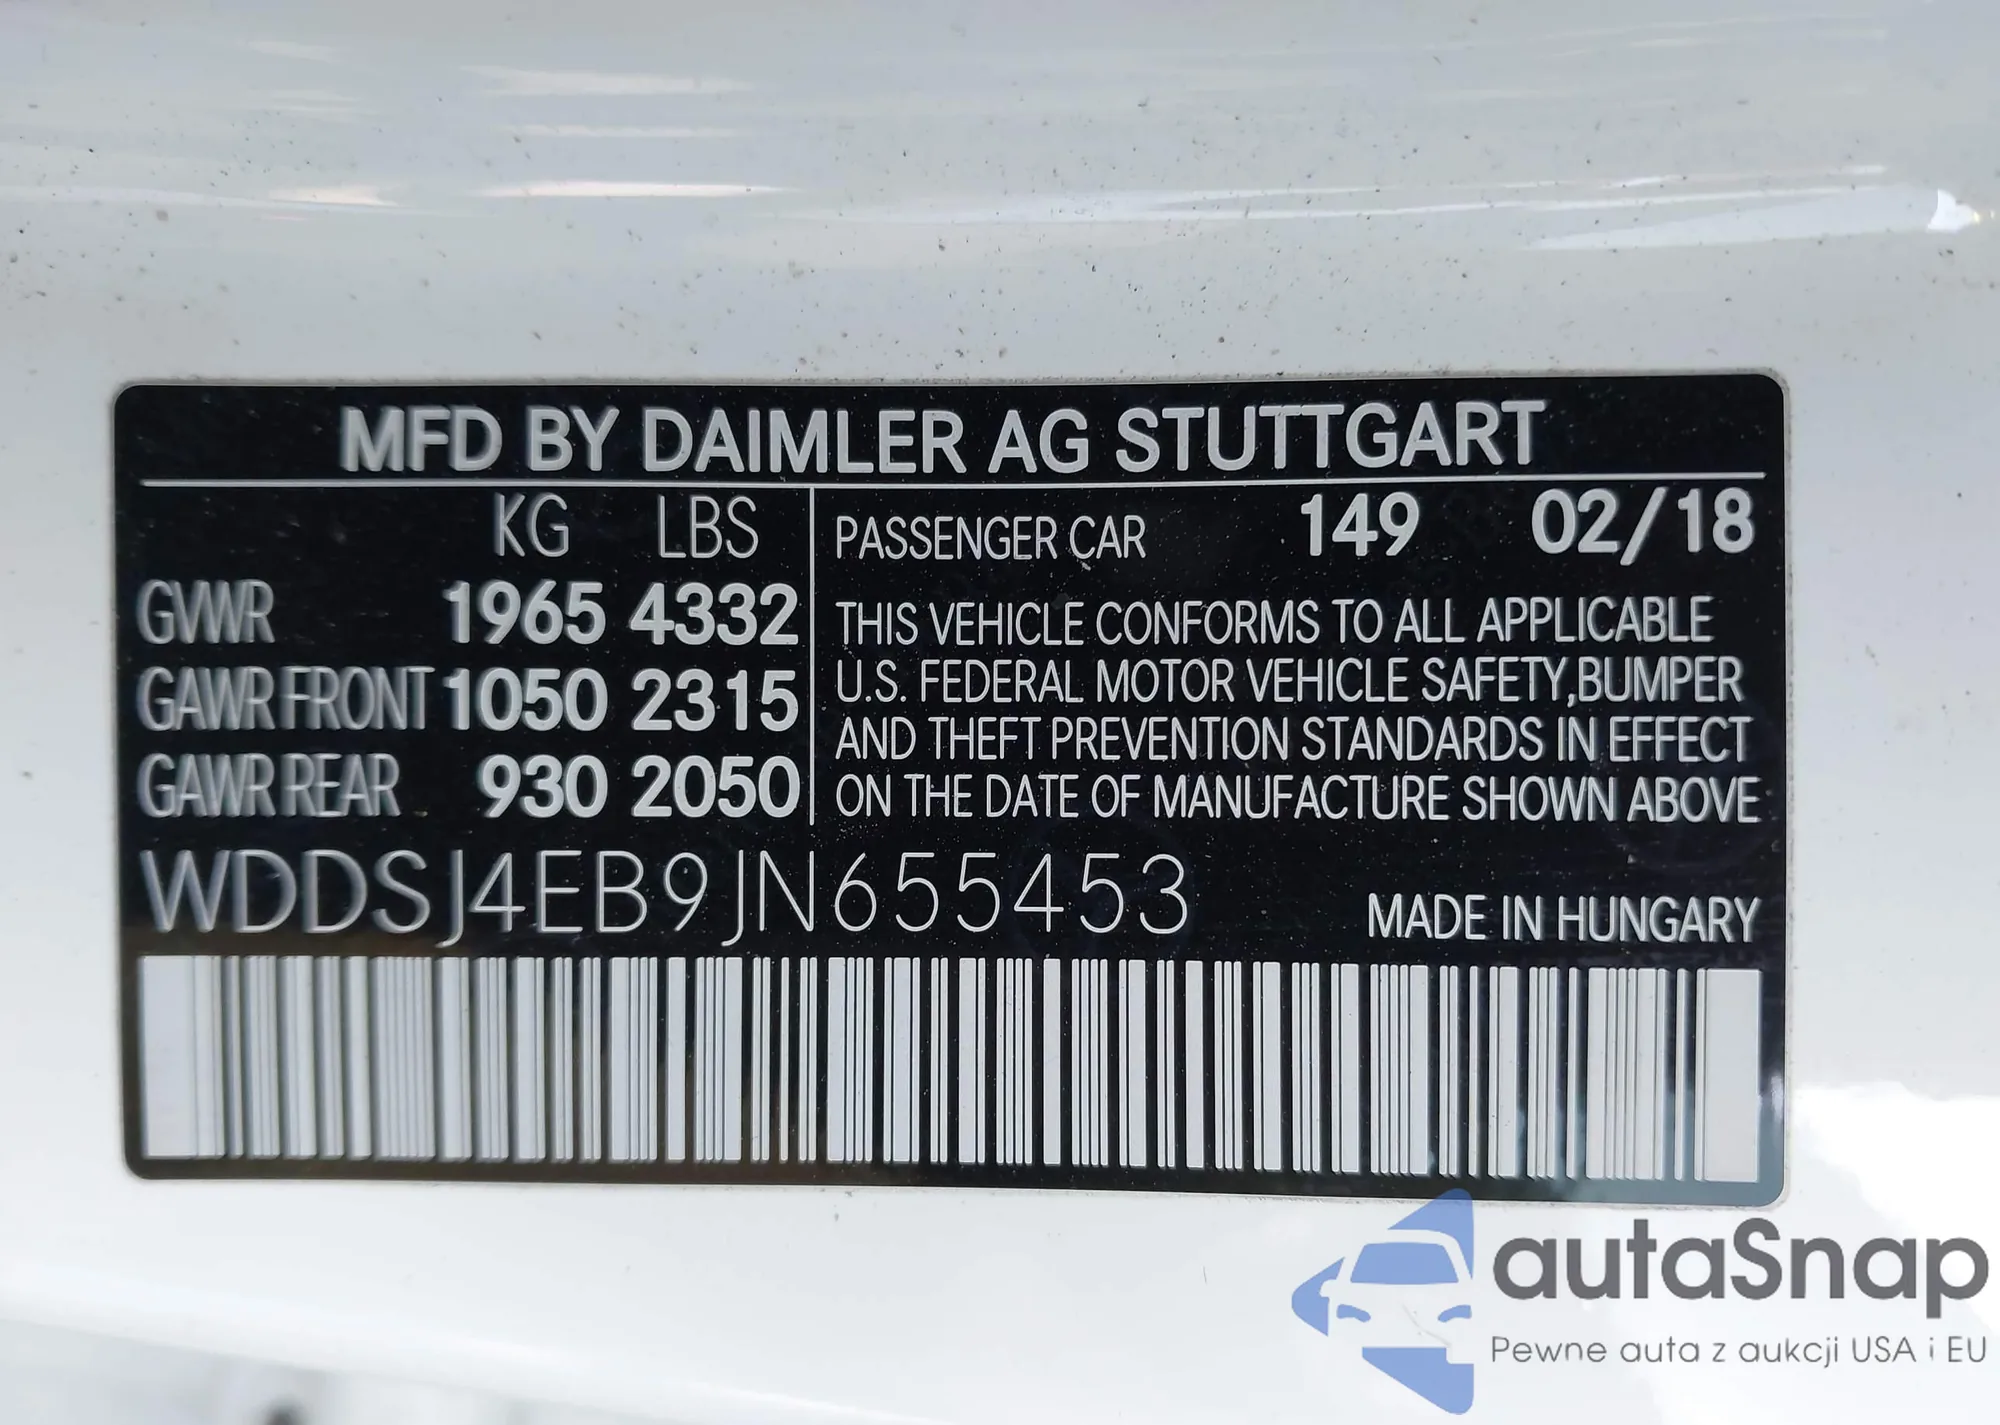 MFD BY DAIMLER AG STUTTGART
KG LBS
GVWR 1965 4332
GAWR FRONT 1050 2315
GAWR REAR 930 2050
PASSENGER CAR 149 02/18
THIS VEHICLE CONFORMS TO ALL APPLICABLE
U.S. FEDERAL MOTOR VEHICLE SAFETY,BUMPER
AND THEFT PREVENTION STANDARDS IN EFFECT
ON THE DATE OF MANUFACTURE SHOWN ABOVE
WDDSJ4EB9JN655453
MADE IN HUNGARY
autaSnap
Pewne auta z aukcji USA i EU